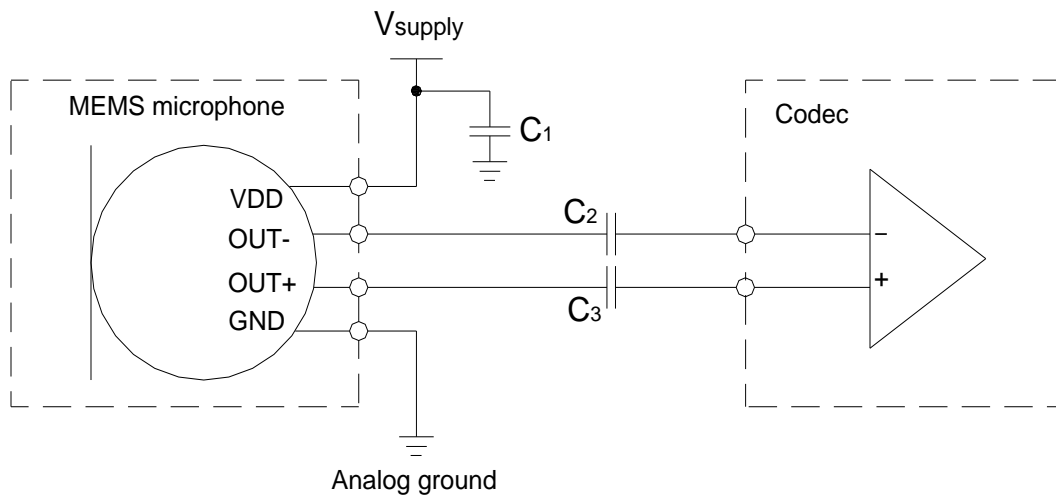 Vsupply
MEMS microphone
C1
Codec
VDD
OUT-
OUT+
GND
C2
C3
−
+
Analog ground